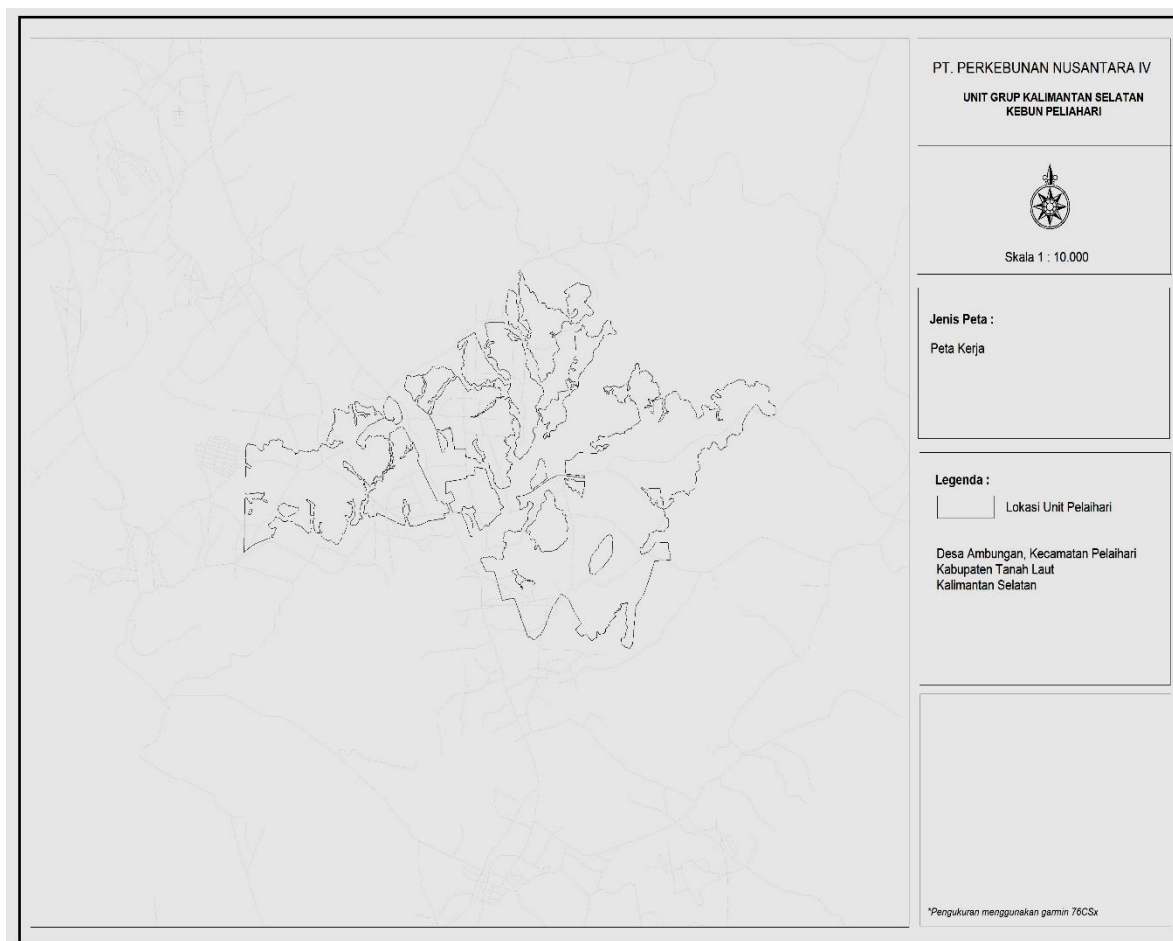 PT. PERKEBUNAN NUSANTARA IV
UNIT GRUP KALIMANTAN SELATAN
KEBUN PELIAHARI
Skala 1 : 10.000
Jenis Peta :
Peta Kerja
Legenda :
Lokasi Unit Pelaihari
Desa Ambungan, Kecamatan Pelaihari
Kabupaten Tanah Laut
Kalimantan Selatan
*Pengukuran menggunakan garmin 76CSx